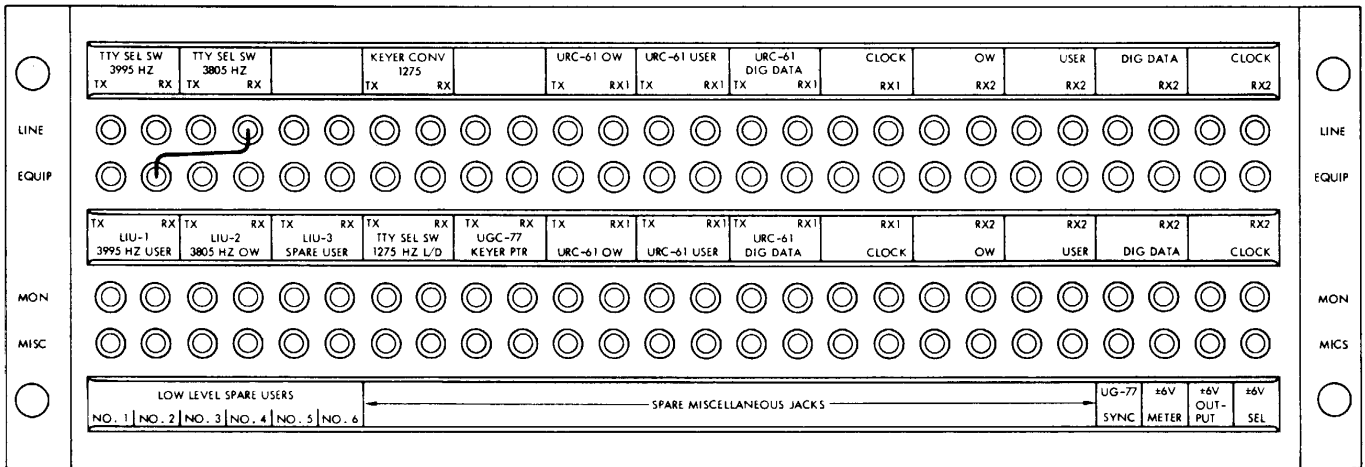 TTY SEL SW TTY SEL SW KEYER CONV URC-61 OW URC-61 USER URC-61 CLOCK OW USER DIG DATA CLOCK
3995 HZ 3805 HZ 1275 DIG DATA
TX RX TX RX TX RX TX RX1 TX RX1 TX RX1 RX1 RX2 RX2 RX2 RX2
LINE LINE
EQUIP EQUIP
TX RX TX RX TX RX TX RX TX RX TX RX1 TX RX1 TX RX1 RX1 RX2 RX2 RX2 RX2
LIU-1 LIU-2 LIU-3 TTY SEL SW UGC-77 URC-61
3995 HZ USER 3805 HZ OW SPARE USER 1275 HZ L/D KEYER PTR URC-61 OW URC-61 USER DIG DATA CLOCK OW USER DIG DATA CLOCK
MON MON
MISC MICS
LOW LEVEL SPARE USERS SPARE MISCELLANEOUS JACKS UG-77 ±6V ±6V ±6V
OUT-
NO. 1 NO. 2 NO. 3 NO. 4 NO. 5 NO. 6 SYNC METER PUT SEL